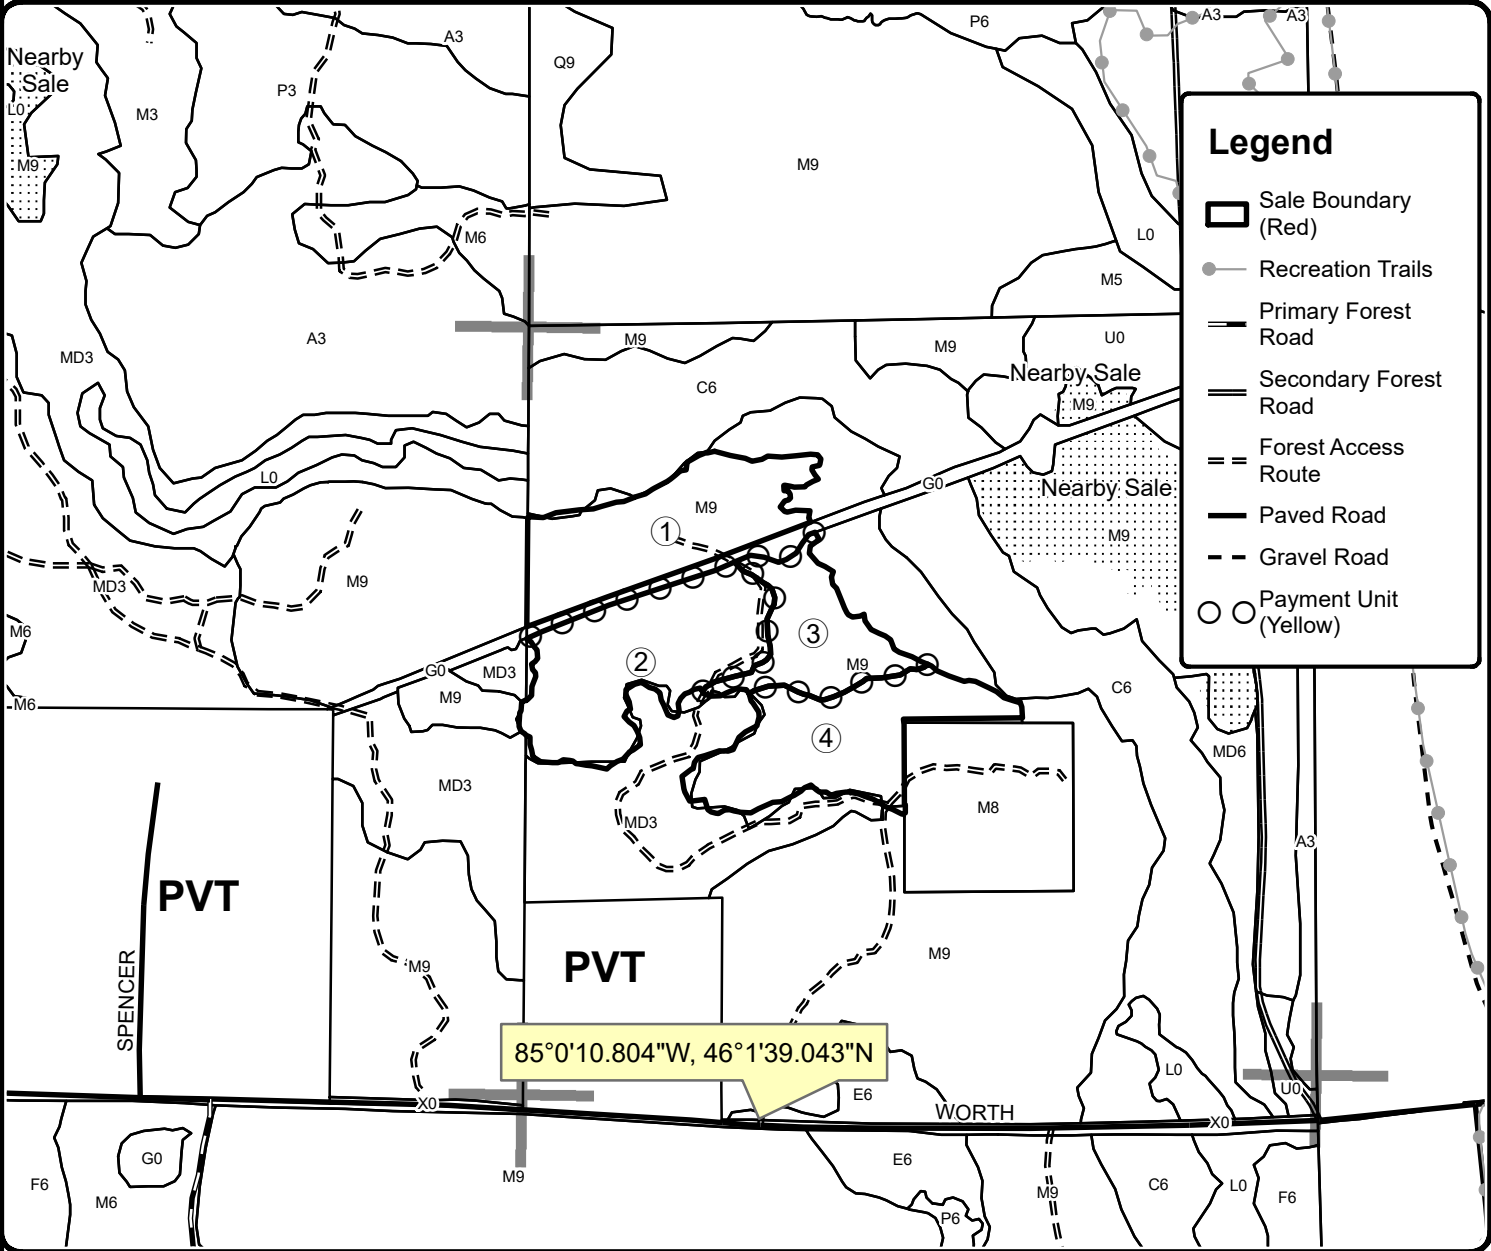 P6
A3
A3
A3
Nearby
Sale
Q9
P3
L0
M3
M9
M9
M6
L0
M5
A3
MD3
M9
M9
U0
Nearby Sale
C6
M9
L0
G0
Nearby Sale
M9
M9
1
M9
MD3
M6
3
2
M9
G0
MD3
M9
M6
C6
4
MD6
MD3
M8
MD3
A3
PVT
PVT
M9
M9
SPENCER
85°0'10.804"W, 46°1'39.043"N
E6
L0
U0
X0
WORTH
X0
G0
E6
M9
F6
M6
M9
C6
L0
F6
P6
Legend
Sale Boundary
(Red)
Recreation Trails
Primary Forest
Road
Secondary Forest
Road
Forest Access
Route
Paved Road
Gravel Road
Payment Unit
(Yellow)